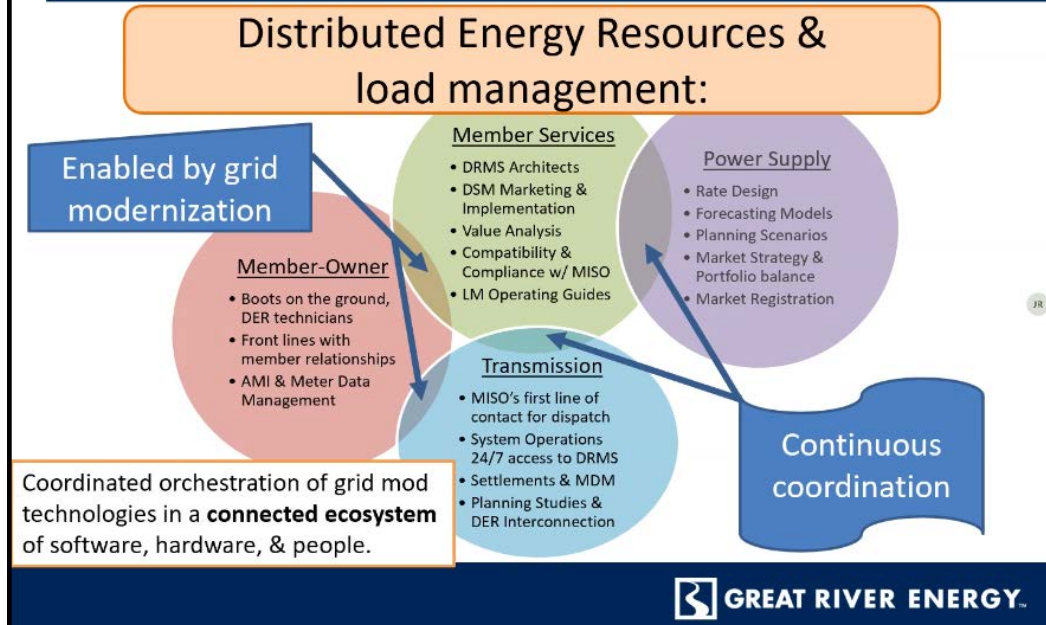 Distributed Energy Resources &
load management:
Enabled by grid
modernization
Member Services
• DRMS Architects
• DSM Marketing &
Implementation
• Value Analysis
• Compatibility &
Compliance w/ MISO
• LM Operating Guides
Power Supply
• Rate Design
• Forecasting Models
• Planning Scenarios
• Market Strategy &
Portfolio balance
• Market Registration
Member-Owner
• Boots on the ground,
DER technicians
• Front lines with
member relationships
• AMI & Meter Data
Management
JR
Transmission
• MISO's first line of
contact for dispatch
• System Operations
24/7 access to DRMS
• Settlements & MDM
• Planning Studies &
DER Interconnection
Continuous
coordination
Coordinated orchestration of grid mod
technologies in a connected ecosystem
of software, hardware, & people.
GREAT RIVER ENERGY™